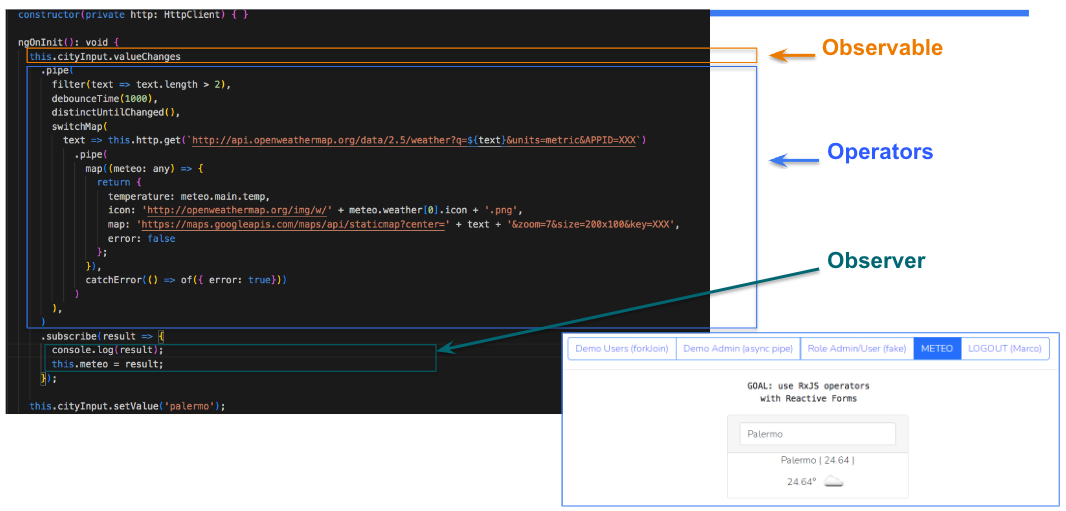 constructor(private http: HttpClient) { }
ngOnInit(): void {
this.cityInput.valueChanges
Observable
.pipe(
filter(text => text.length > 2),
debounceTime(1000),
distinctUntilChanged(),
switchMap(
text => this.http.get(`http://api.openweathermap.org/data/2.5/weather?q=${text}&units=metric&APPID=XXX`)
Operators
.pipe(
map((meteo: any) => {
return {
temperature: meteo.main.temp,
icon: 'http://openweathermap.org/img/w/' + meteo.weather[0].icon + '.png',
map: 'https://maps.googleapis.com/maps/api/staticmap?center=' + text + '&zoom=7&size=200x100&key=XXX',
error: false
};
}),
Observer
catchError(() => of({ error: true}))
)
),
)
.subscribe(result => {
console.log(result);
this.meteo = result;
});
this.cityInput.setValue('palermo');
Demo Users (forkJoin) Demo Admin (async pipe) Role Admin/User (fake) METEO LOGOUT (Marco)
GOAL: use RxJS operators
with Reactive Forms
Palermo
Palermo ( 24.64 )
24.64°